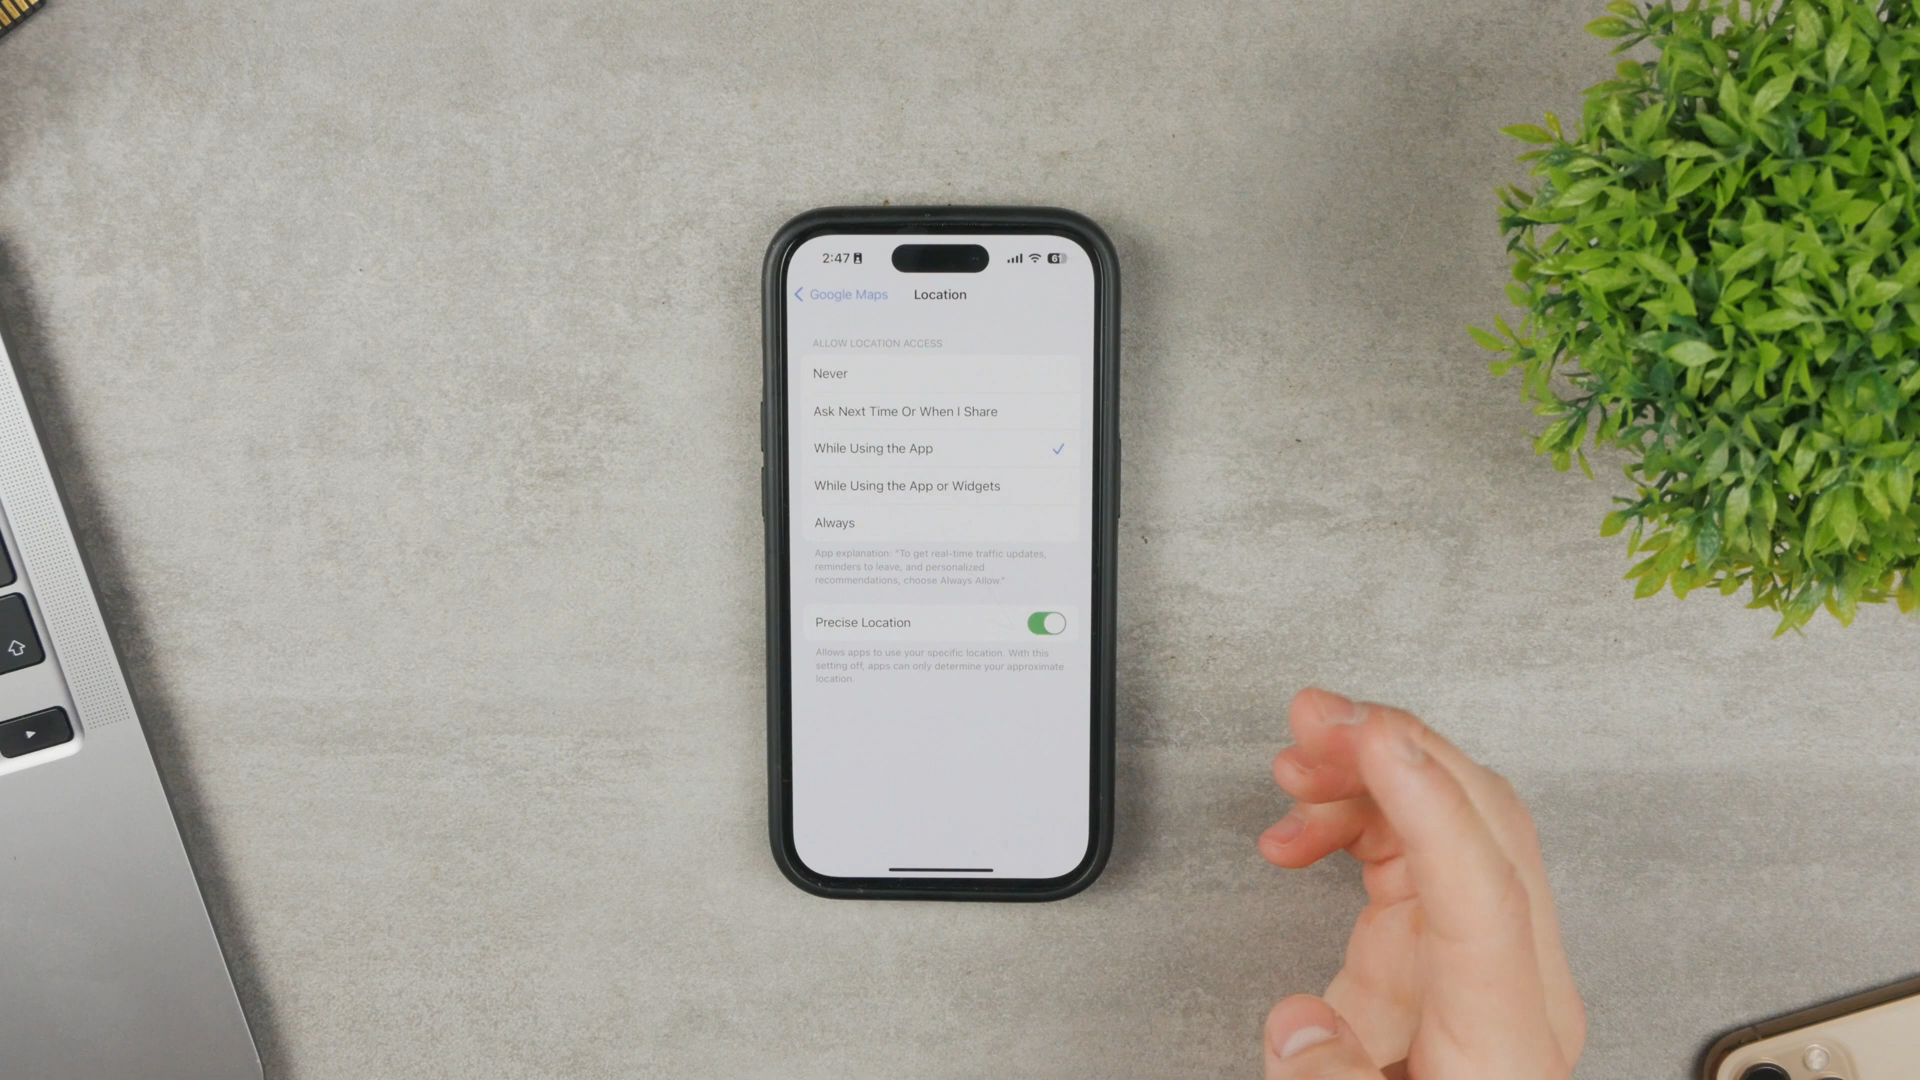 2:47 61
Google Maps Location
ALLOW LOCATION ACCESS
Never
Ask Next Time Or When I Share
While Using the App
While Using the App or Widgets
Always
App explanation: “To get real-time traffic updates,
reminders to leave, and personalized
recommendations, choose Always Allow”
Precise Location
Allows apps to use your specific location. With this
setting off, apps can only determine your approximate
location.